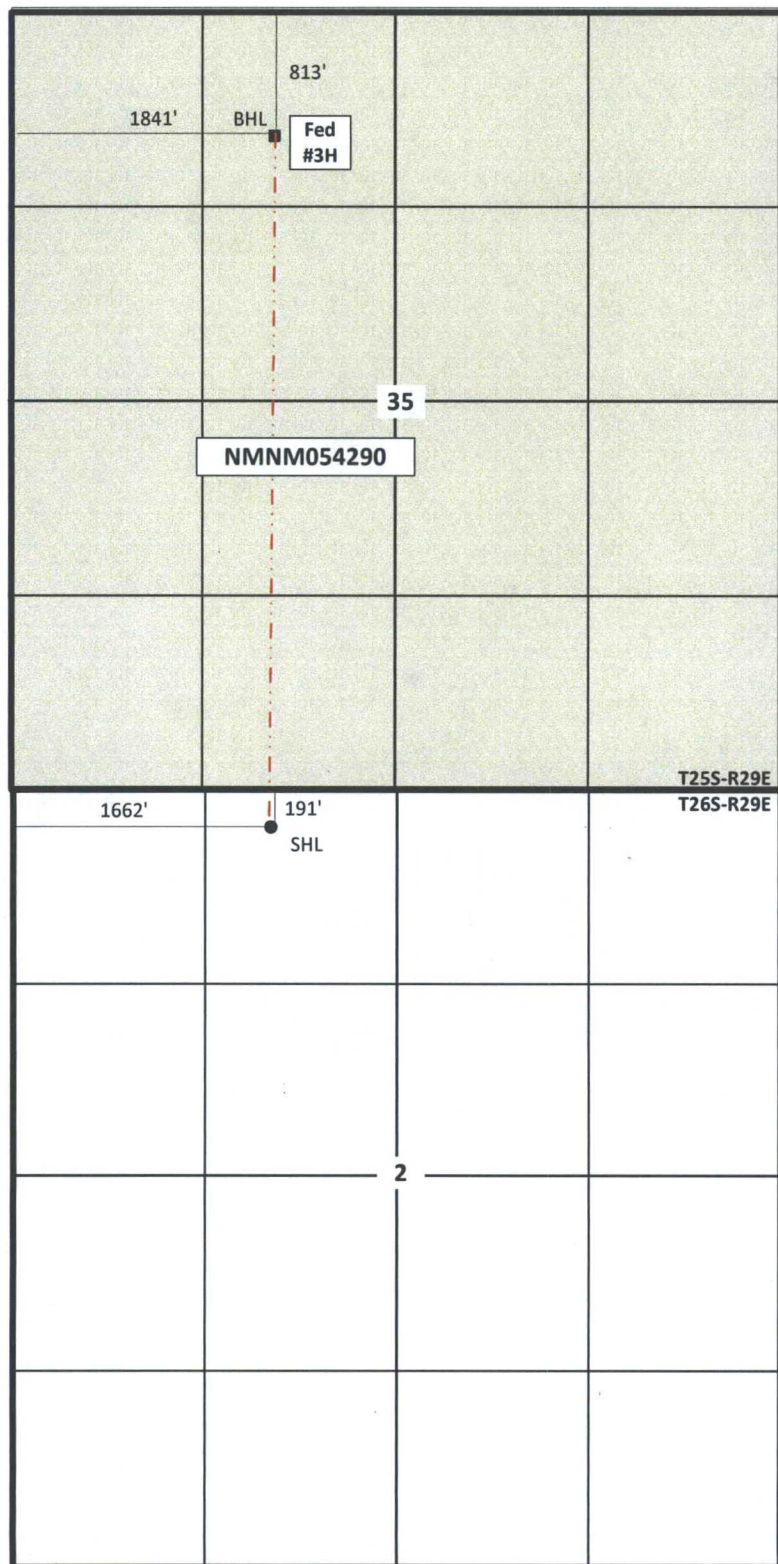 813'
1841'
BHL
Fed
#3H
35
NMNM054290
T25S-R29E
T26S-R29E
1662'
191'
SHL
2